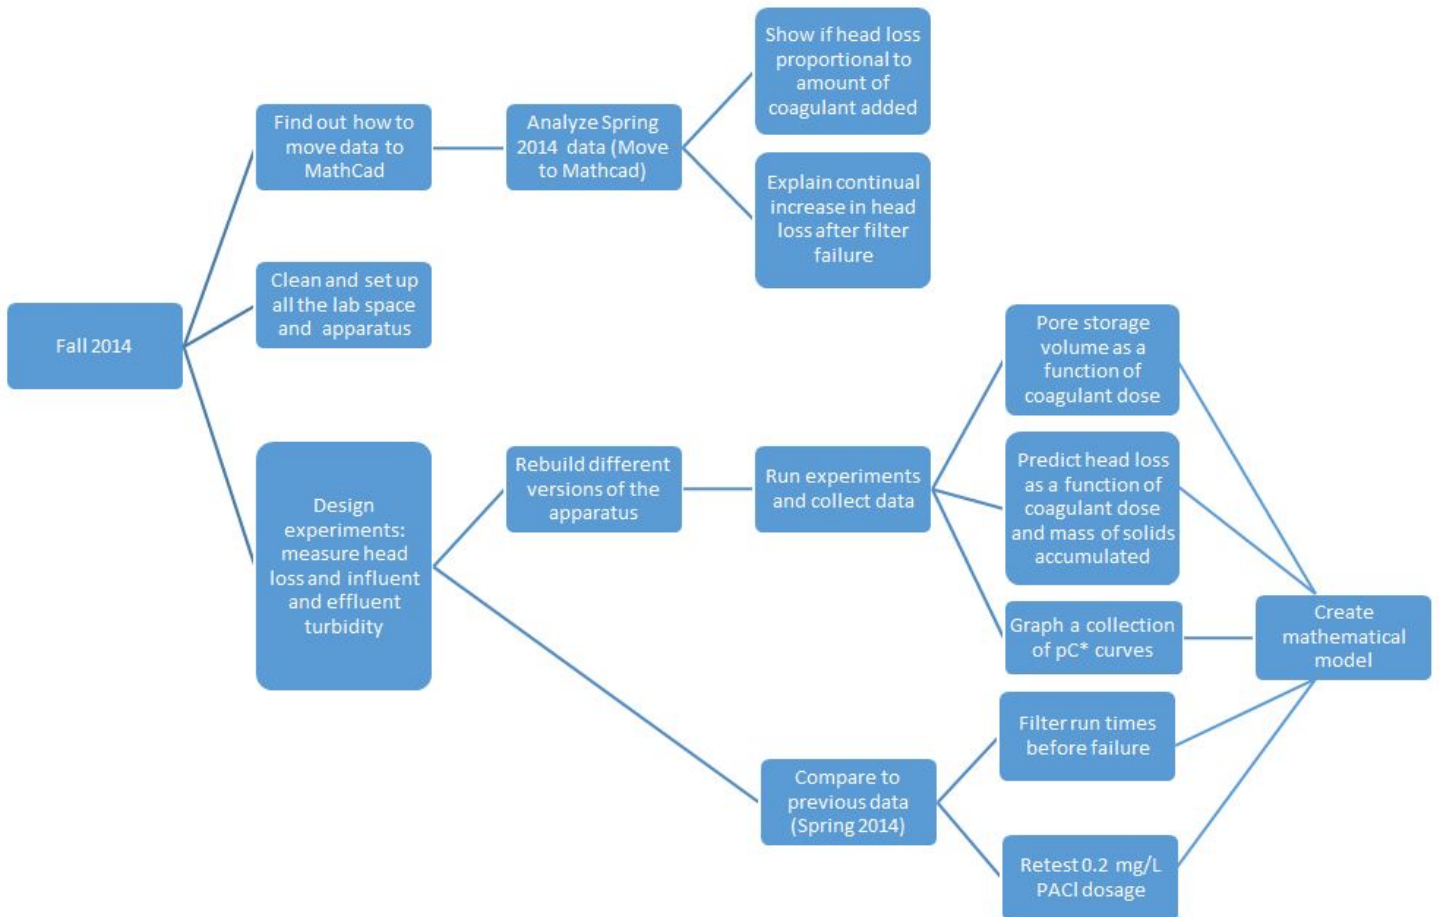 Fall 2014
Find out how to
move data to
MathCad
Analyze Spring
2014 data (Move
to Mathcad)
Show if head loss
proportional to
amount of
coagulant added
Explain continual
increase in head
loss after filter
failure
Clean and set up
all the lab space
and apparatus
Design
experiments:
measure head
loss and influent
and effluent
turbidity
Rebuild different
versions of the
apparatus
Run experiments
and collect data
Pore storage
volume as a
function of
coagulant dose
Predict head loss
as a function of
coagulant dose
and mass of solids
accumulated
Graph a collection
of pC* curves
Compare to
previous data
(Spring 2014)
Filter run times
before failure
Retest 0.2 mg/L
PACl dosage
Create
mathematical
model